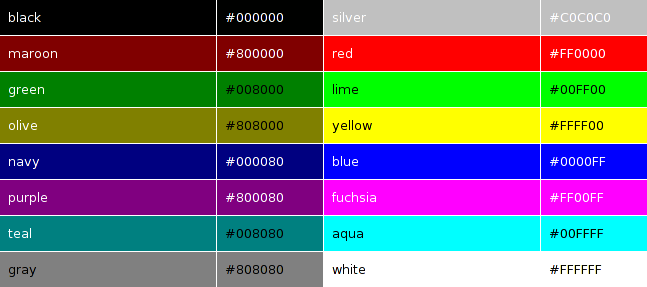 black #000000 silver #C0C0C0
maroon #800000 red #FF0000
green #008000 lime #00FF00
olive #808000 yellow #FFFF00
navy #000080 blue #0000FF
purple #800080 fuchsia #FF00FF
teal #008080 aqua #00FFFF
gray #808080 white #FFFFFF